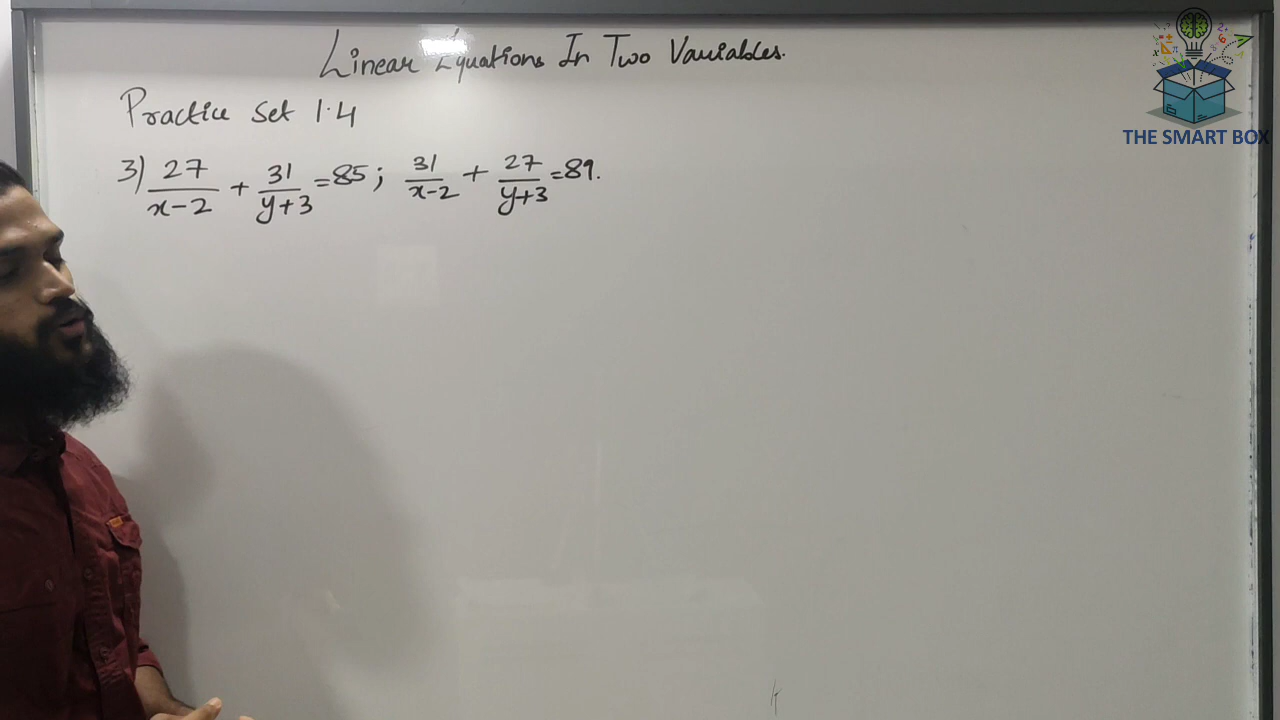 Linear Equations In Two Variables.
Practice Set 1.4
3) 27/x-2 + 31/y+3 = 85; 31/x-2 + 27/y+3 = 89.
THE SMART BOX